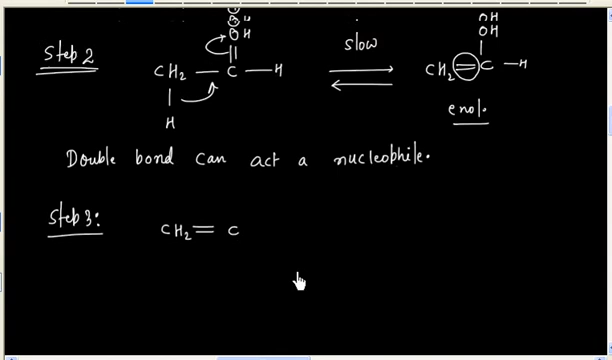 OH
H OH
Step 2 slow
CH2 — C — H CH2 = C — H
H enol.
Double bond can act a nucleophile.
Step 3: CH2 = C